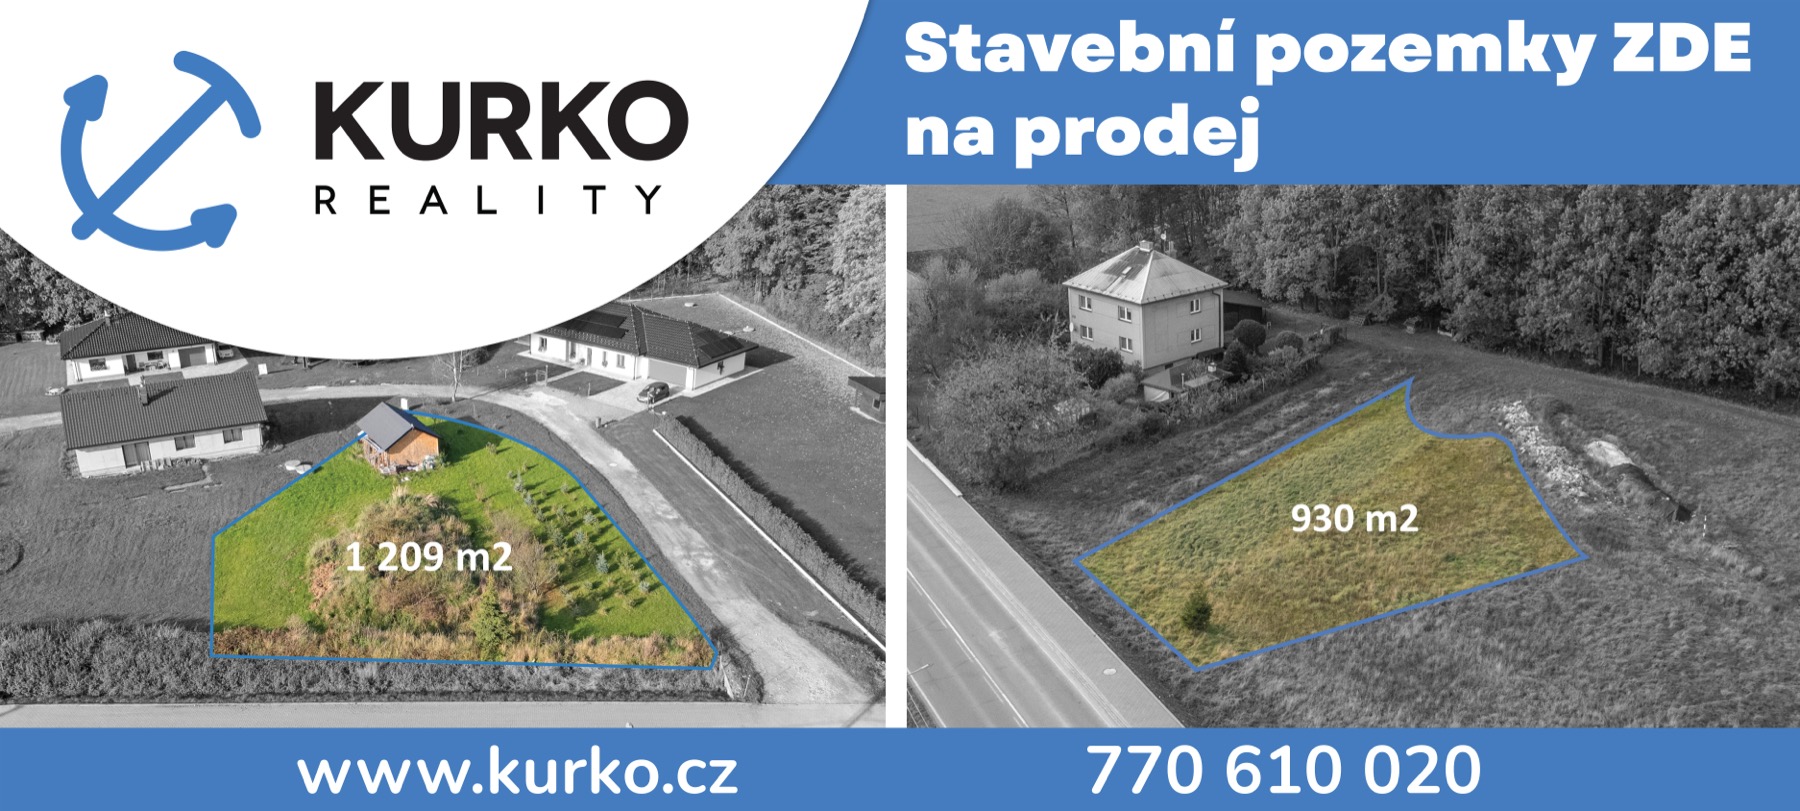 KURKO
REALITY
Stavební pozemky ZDE
na prodej
1 209 m2
930 m2
www.kurko.cz
770 610 020